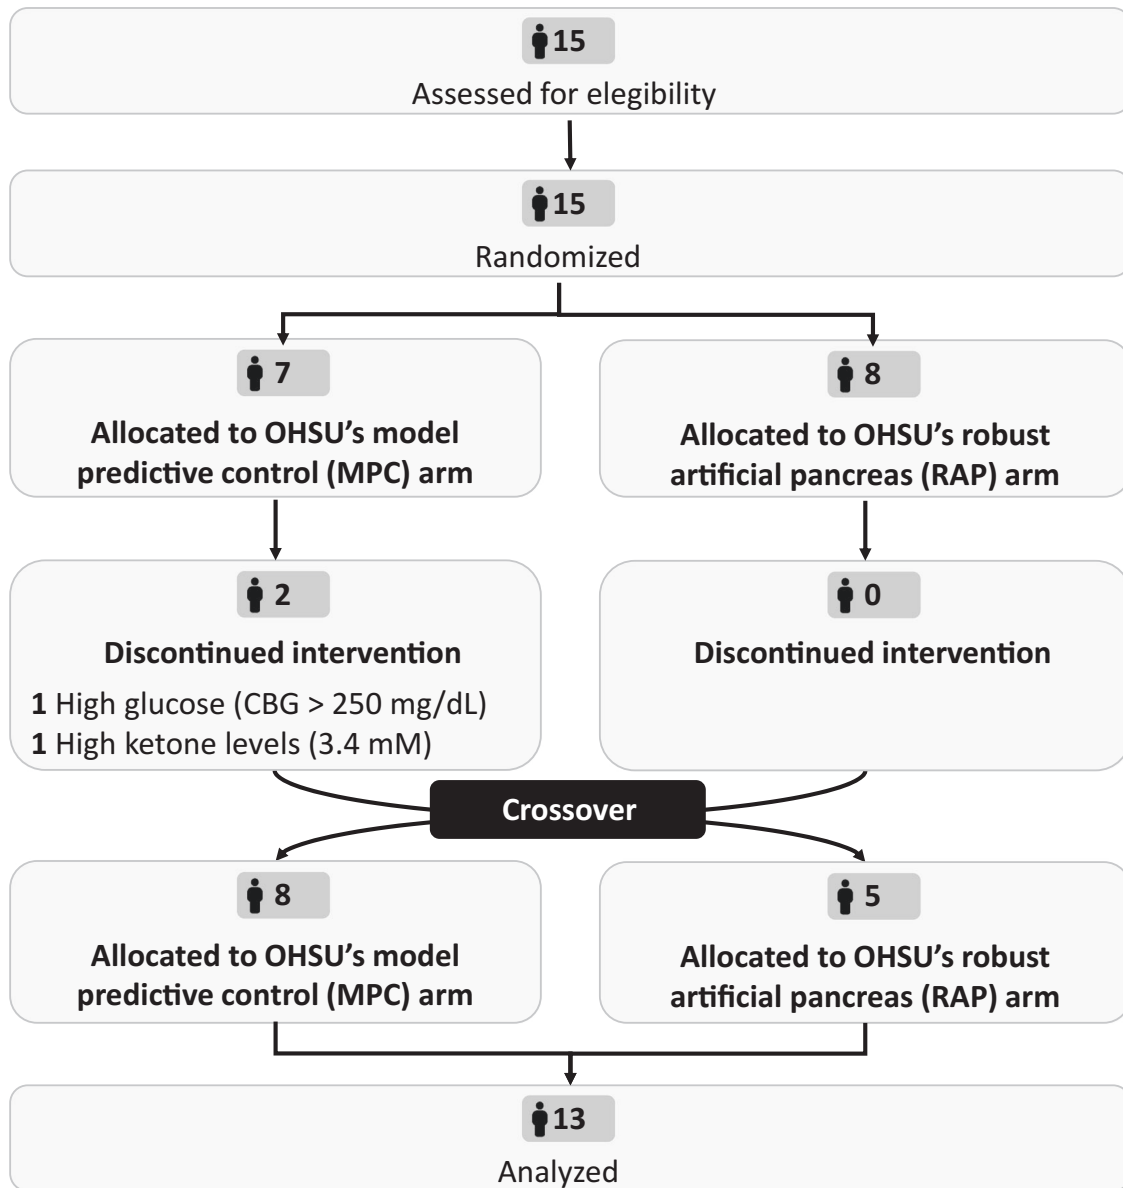 15
Assessed for elegibility
15
Randomized
7
Allocated to OHSU’s model
predictive control (MPC) arm
8
Allocated to OHSU’s robust
artificial pancreas (RAP) arm
2
Discontinued intervention
1 High glucose (CBG > 250 mg/dL)
1 High ketone levels (3.4 mM)
0
Discontinued intervention
Crossover
8
Allocated to OHSU’s model
predictive control (MPC) arm
5
Allocated to OHSU’s robust
artificial pancreas (RAP) arm
13
Analyzed